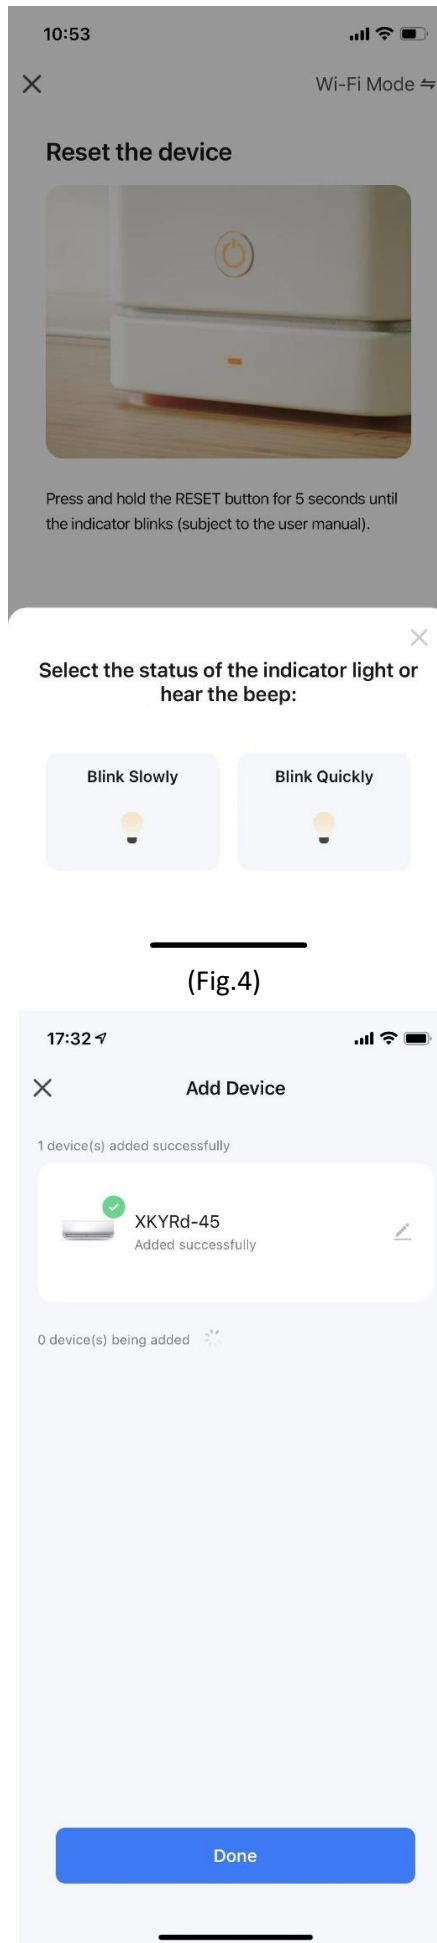 10:53
Wi-Fi Mode ⇋
Reset the device
Press and hold the RESET button for 5 seconds until
the indicator blinks (subject to the user manual).
Select the status of the indicator light or
hear the beep:
Blink Slowly
Blink Quickly
(Fig.4)
17:32
Add Device
1 device(s) added successfully
XKYRd-45
Added successfully
0 device(s) being added
Done